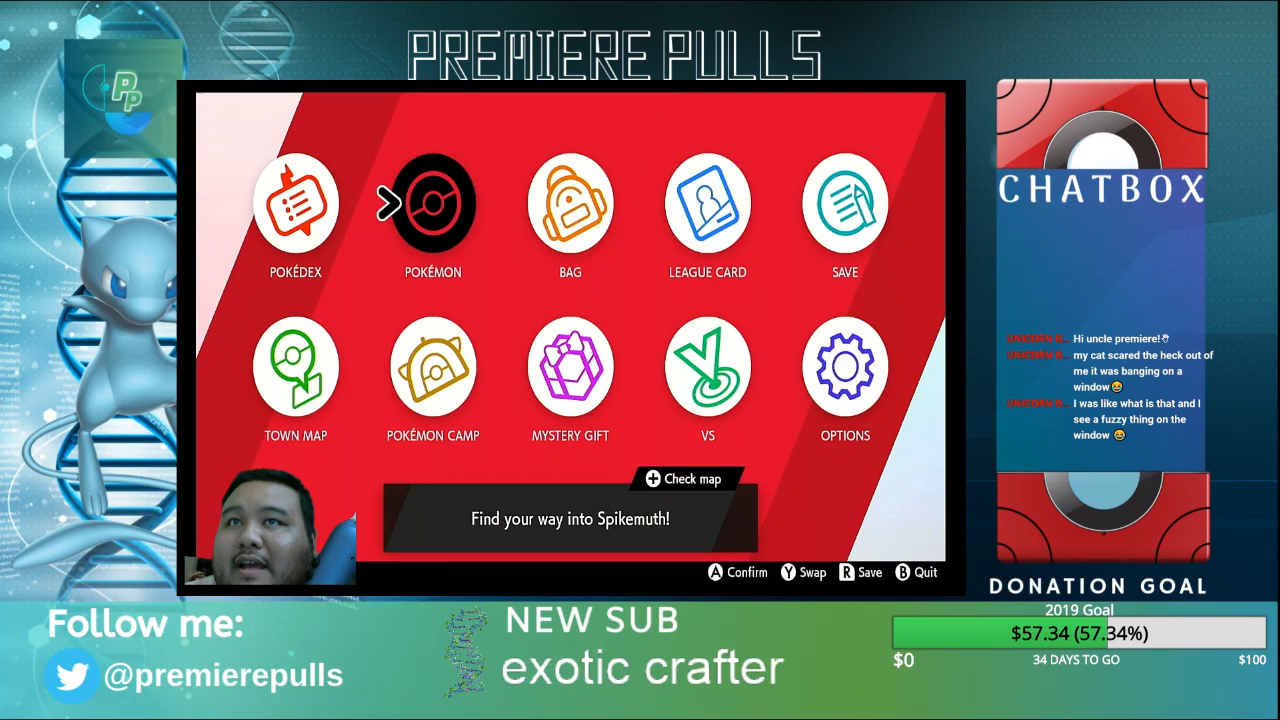 PREMIERE PULLS
PP
POKÉDEX
POKÉMON
BAG
LEAGUE CARD
SAVE
TOWN MAP
POKÉMON CAMP
MYSTERY GIFT
VS
OPTIONS
+ Check map
Find your way into Spikemuth!
A Confirm Y Swap R Save B Quit
CHATBOX
UNICORN G... Hi uncle premiere!
UNICORN G... my cat scared the heck out of
me it was banging on a
window 😆
UNICORN G... I was like what is that and I
see a fuzzy thing on the
window 😆
DONATION GOAL
2019 Goal
$57.34 (57.34%)
$0 34 DAYS TO GO $100
Follow me:
@premierepulls
NEW SUB
exotic crafter